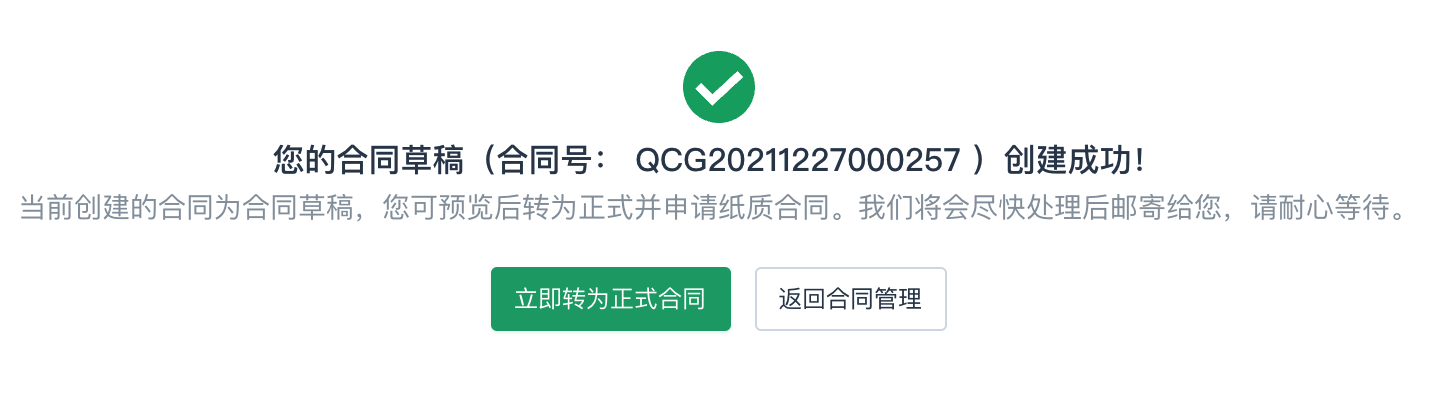 您的合同草稿（合同号： QCG20211227000257 ）创建成功！
当前创建的合同为合同草稿，您可预览后转为正式并申请纸质合同。我们将会尽快处理后邮寄给您，请耐心等待。
立即转为正式合同
返回合同管理